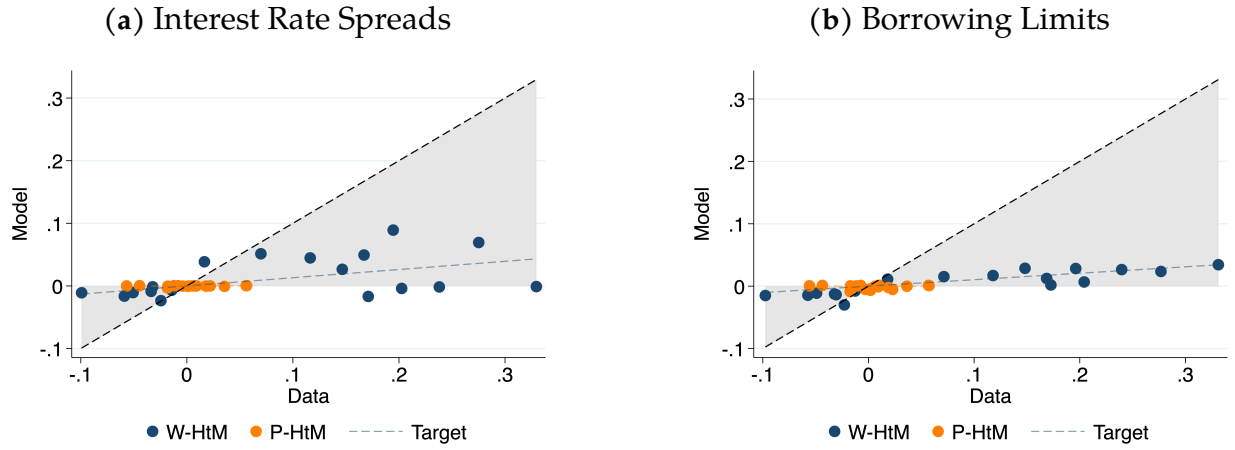 (a) Interest Rate Spreads
.3
.2
.1
0
-.1
Model
-.1 0 .1 .2 .3
Data
W-HtM P-HtM Target
(b) Borrowing Limits
.3
.2
.1
0
-.1
Model
-.1 0 .1 .2 .3
Data
W-HtM P-HtM Target